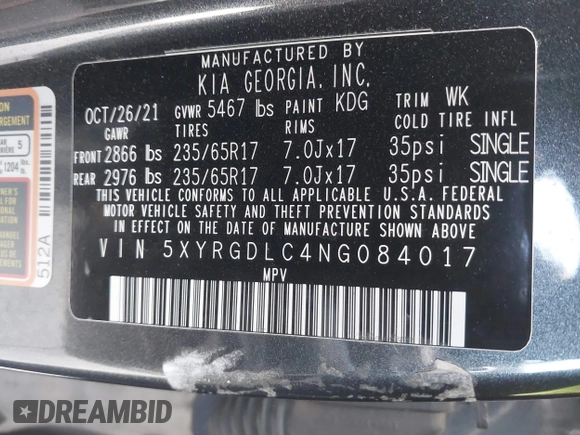 MANUFACTURED BY
KIA GEORGIA, INC.
OCT/26/21 GVWR 5467 lbs PAINT KDG TRIM WK
GAWR TIRES RIMS COLD TIRE INFL
FRONT 2866 lbs 235/65R17 7.0Jx17 35psi SINGLE
REAR 2976 lbs 235/65R17 7.0Jx17 35psi SINGLE
THIS VEHICLE CONFORMS TO ALL APPLICABLE U.S.A. FEDERAL
MOTOR VEHICLE SAFETY AND THEFT PREVENTION STANDARDS
IN EFFECT ON THE DATE OF MANUFACTURE SHOWN ABOVE
VIN 5XYRGDLC4NG084017
MPV
5
1204 lbs.
512A
DREAMBID